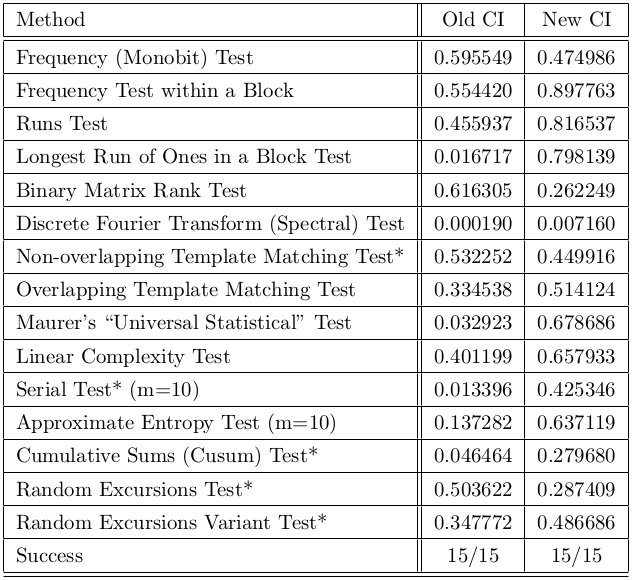 Method Old CI New CI
Frequency (Monobit) Test 0.595549 0.474986
Frequency Test within a Block 0.554420 0.897763
Runs Test 0.455937 0.816537
Longest Run of Ones in a Block Test 0.016717 0.798139
Binary Matrix Rank Test 0.616305 0.262249
Discrete Fourier Transform (Spectral) Test 0.000190 0.007160
Non-overlapping Template Matching Test* 0.532252 0.449916
Overlapping Template Matching Test 0.334538 0.514124
Maurer's “Universal Statistical” Test 0.032923 0.678686
Linear Complexity Test 0.401199 0.657933
Serial Test* (m=10) 0.013396 0.425346
Approximate Entropy Test (m=10) 0.137282 0.637119
Cumulative Sums (Cusum) Test* 0.046464 0.279680
Random Excursions Test* 0.503622 0.287409
Random Excursions Variant Test* 0.347772 0.486686
Success 15/15 15/15